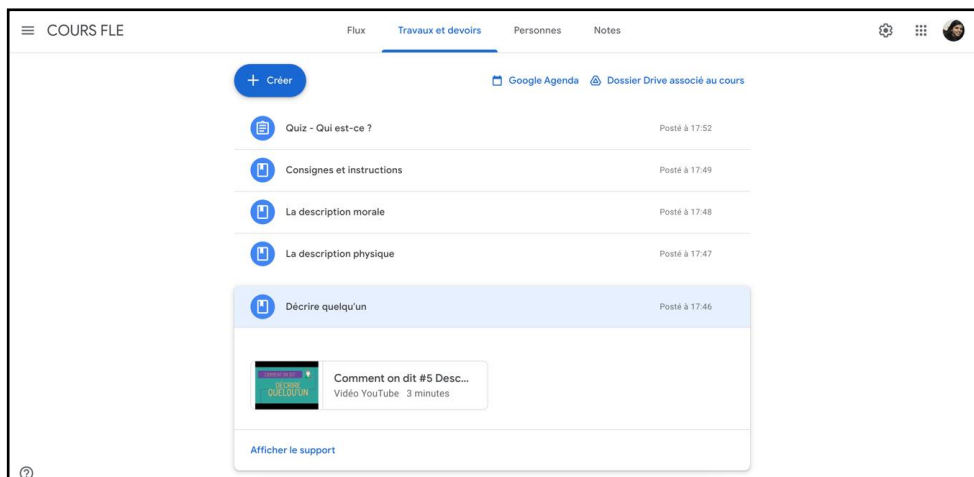 COURS FLE
Flux Travaux et devoirs Personnes Notes
+ Créer
Google Agenda Dossier Drive associé au cours
Quiz - Qui est-ce ? Posté à 17:52
Consignes et instructions Posté à 17:49
La description morale Posté à 17:48
La description physique Posté à 17:47
Décrire quelqu'un Posté à 17:46
COMMENT ON DIT
DÉCRIRE
QUELQU'UN
Comment on dit #5 Desc...
Vidéo YouTube 3 minutes
Afficher le support